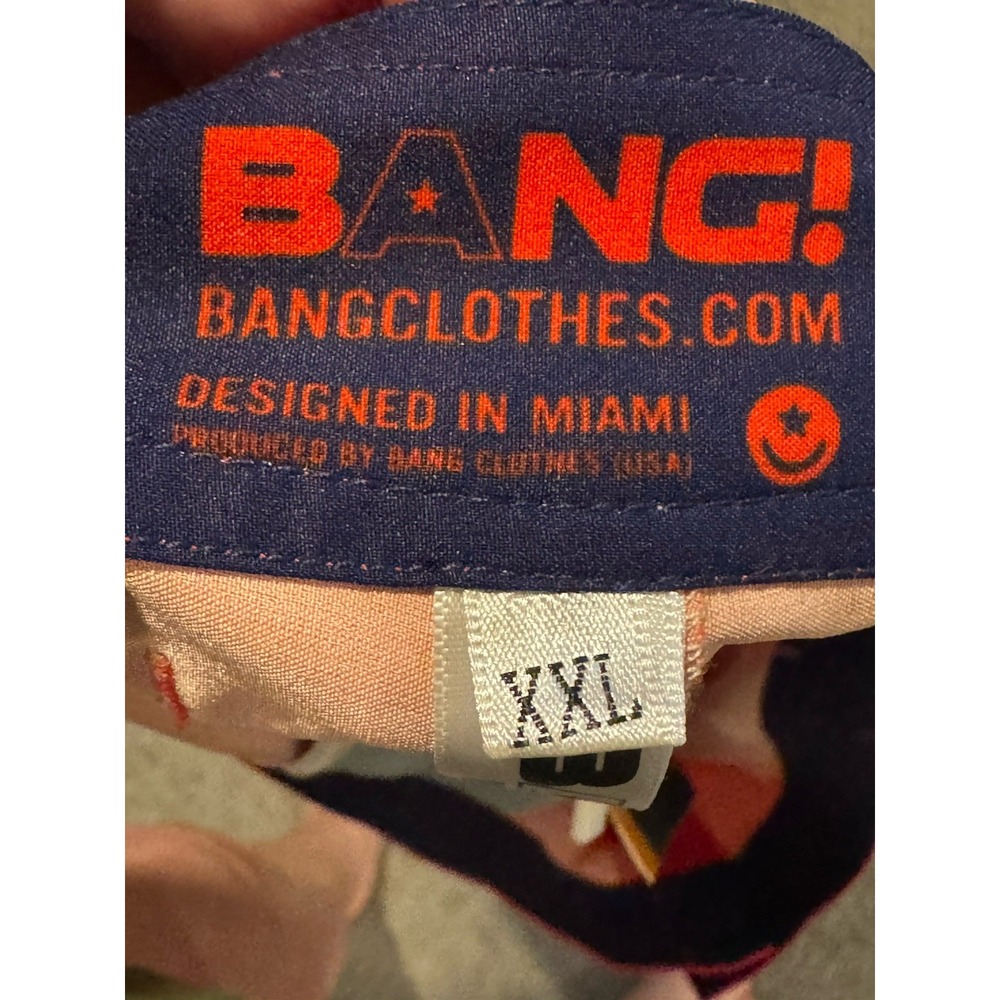 BANG!
BANGCLOTHES.COM
DESIGNED IN MIAMI
PRODUCED BY BANG CLOTHES (USA)
XXL